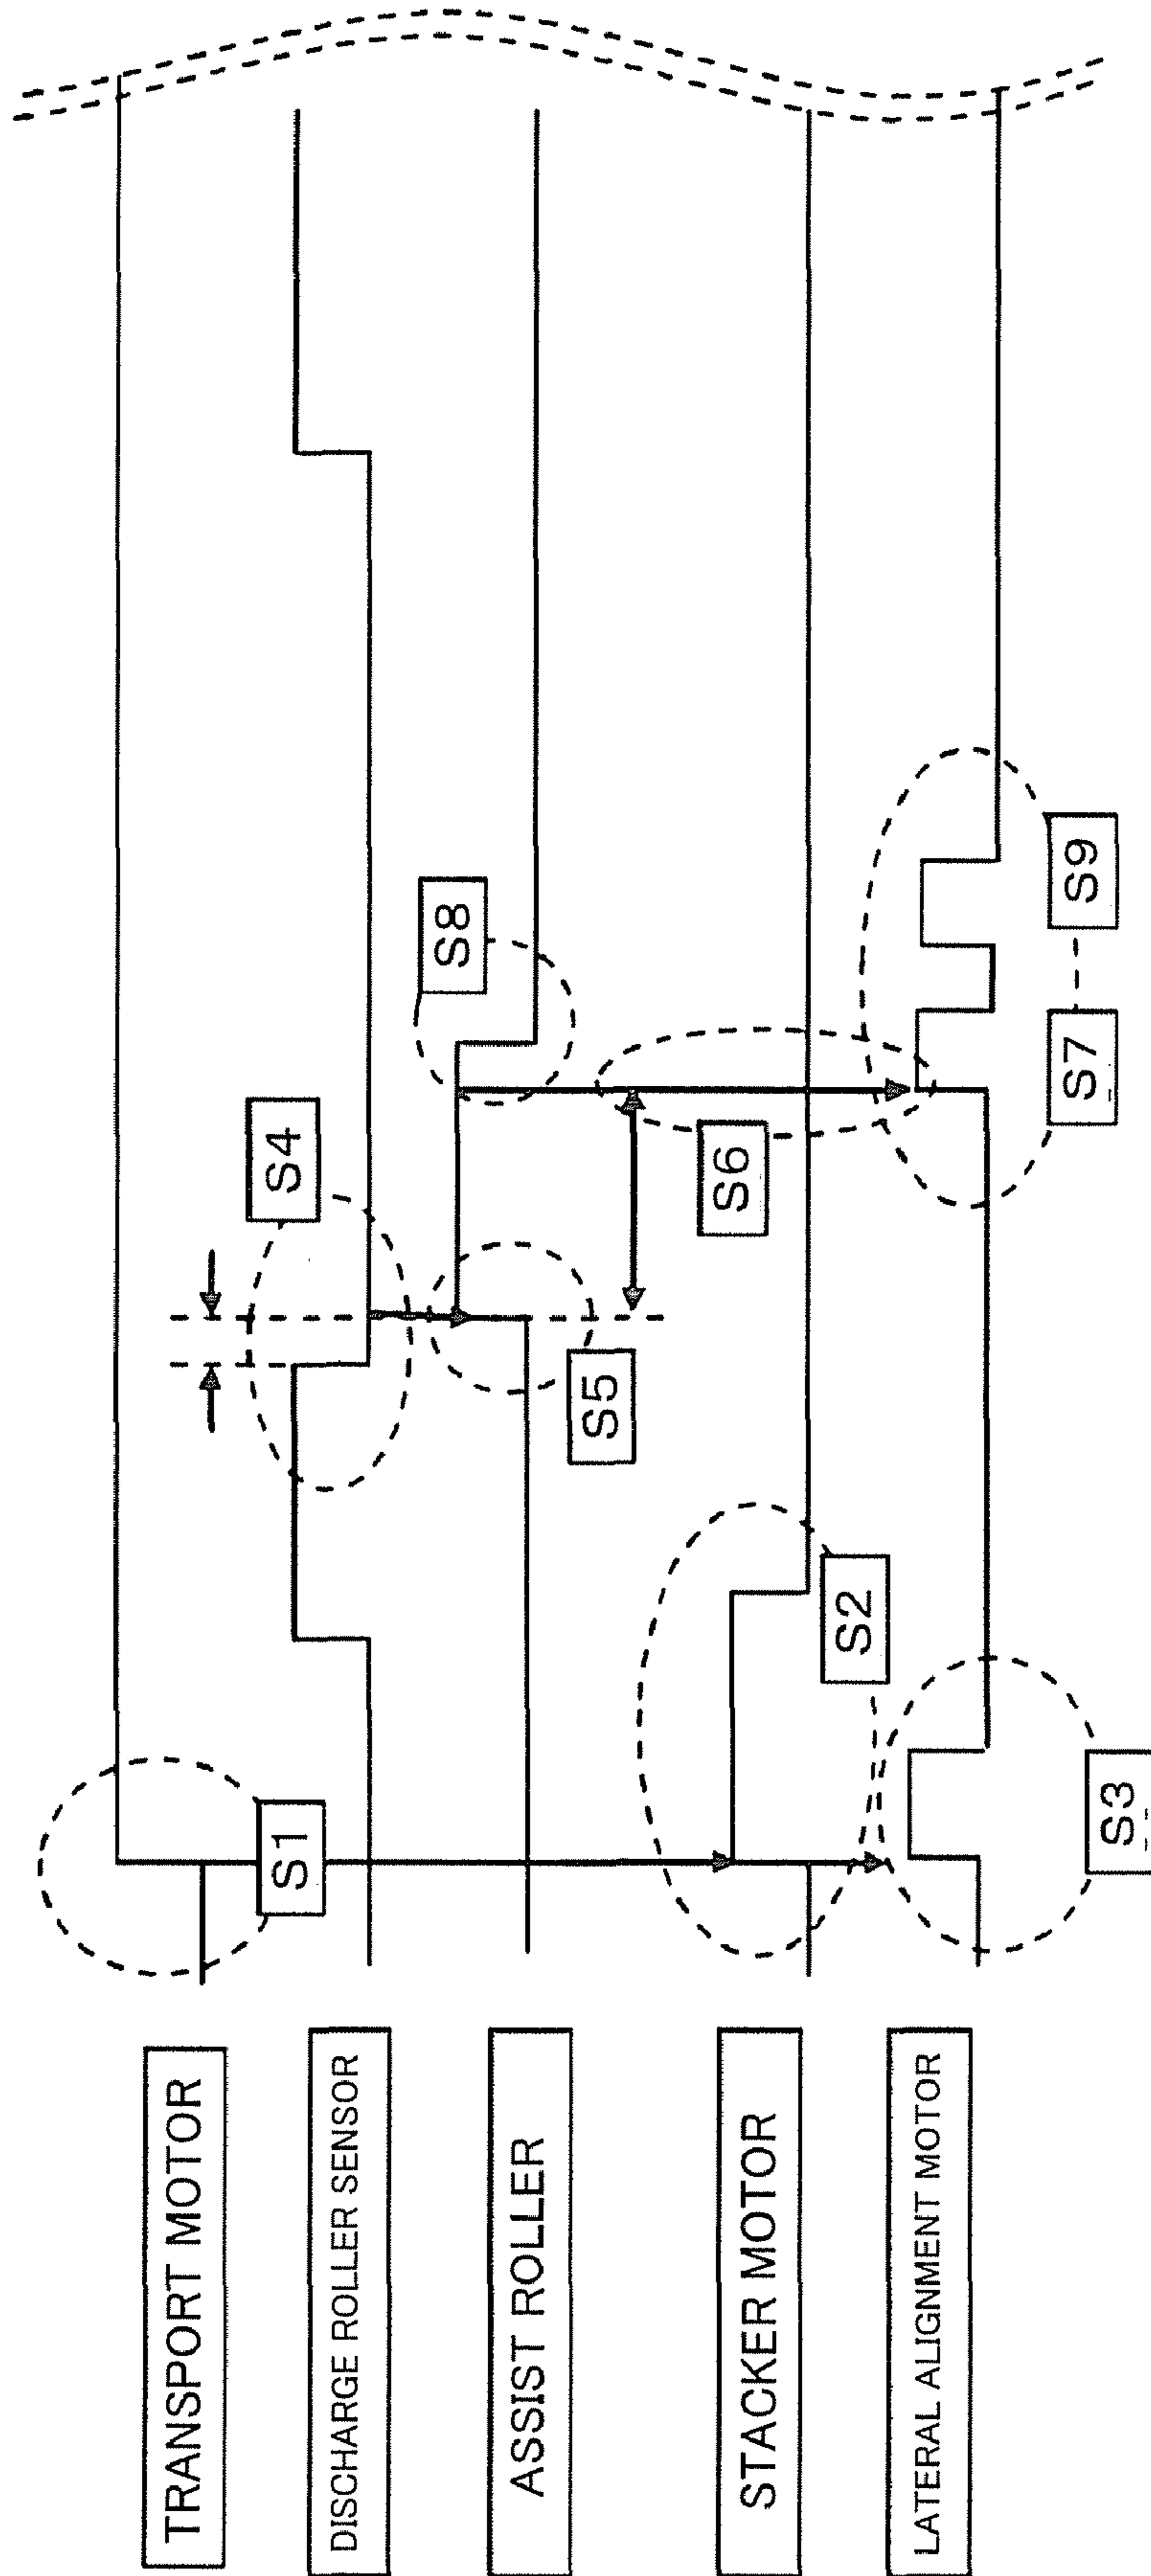 TRANSPORT MOTOR
DISCHARGE ROLLER SENSOR
ASSIST ROLLER
STACKER MOTOR
LATERAL ALIGNMENT MOTOR
S1
S2
S3
S4
S5
S6
S7
S8
S9